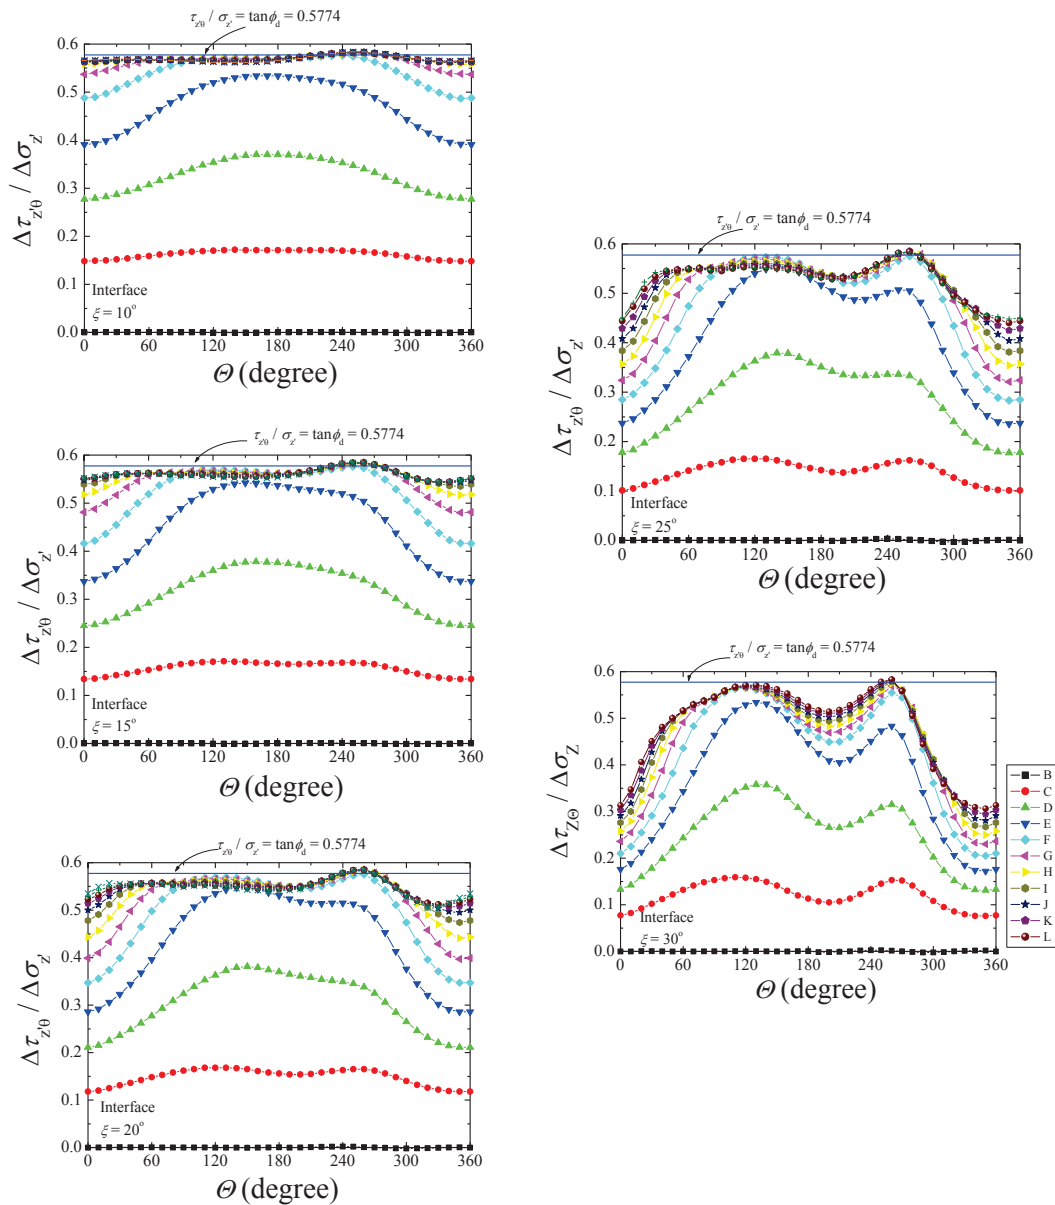 τz'θ / σz' = tanϕd = 0.5774
0.6
0.5
0.4
0.3
0.2
0.1
0.0
Δτz'θ / Δσz'
Interface
ξ = 10°
0 60 120 180 240 300 360
Θ (degree)
τz'θ / σz' = tanϕd = 0.5774
0.6
0.5
0.4
0.3
0.2
0.1
0.0
Δτz'θ / Δσz'
Interface
ξ = 15°
0 60 120 180 240 300 360
Θ (degree)
τz'θ / σz' = tanϕd = 0.5774
0.6
0.5
0.4
0.3
0.2
0.1
0.0
Δτz'θ / Δσz'
Interface
ξ = 20°
0 60 120 180 240 300 360
Θ (degree)
τz'θ / σz' = tanϕd = 0.5774
0.6
0.5
0.4
0.3
0.2
0.1
0.0
Δτz'θ / Δσz'
Interface
ξ = 25°
0 60 120 180 240 300 360
Θ (degree)
τz'θ / σz' = tanϕd = 0.5774
0.6
0.5
0.4
0.3
0.2
0.1
0.0
ΔτZΘ / ΔσZ
Interface
ξ = 30°
0 60 120 180 240 300 360
Θ (degree)
B
C
D
E
F
G
H
I
J
K
L